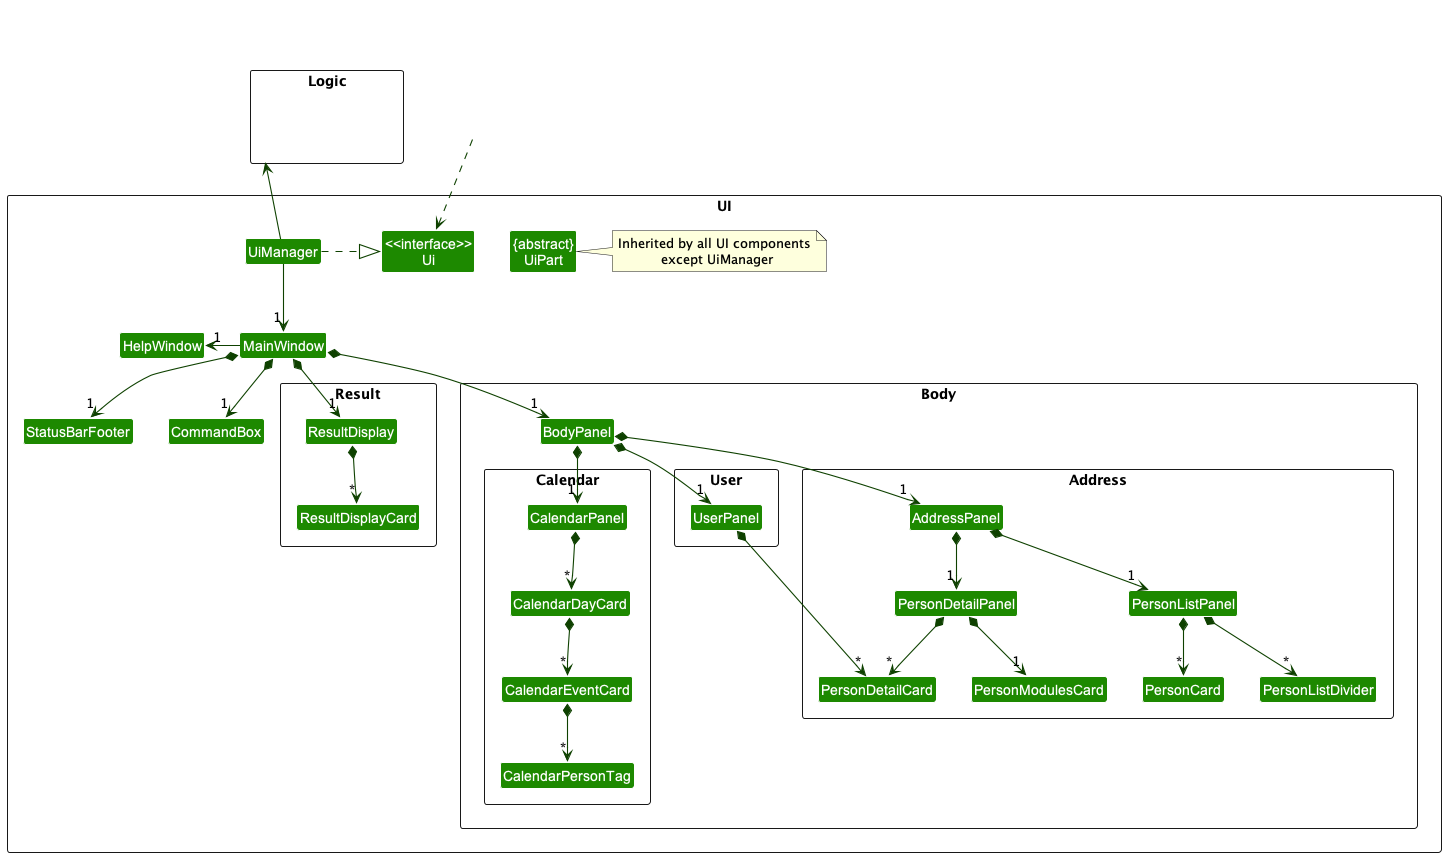 Logic
UI
UiManager
<<interface>>
Ui
{abstract}
UiPart
Inherited by all UI components
except UiManager
1
HelpWindow
1
MainWindow
Result
Body
1
1
1
1
StatusBarFooter
CommandBox
ResultDisplay
BodyPanel
Calendar
User
Address
*
1
1
1
ResultDisplayCard
CalendarPanel
UserPanel
AddressPanel
*
1
1
CalendarDayCard
PersonDetailPanel
PersonListPanel
*
*
*
1
*
*
CalendarEventCard
PersonDetailCard
PersonModulesCard
PersonCard
PersonListDivider
*
CalendarPersonTag